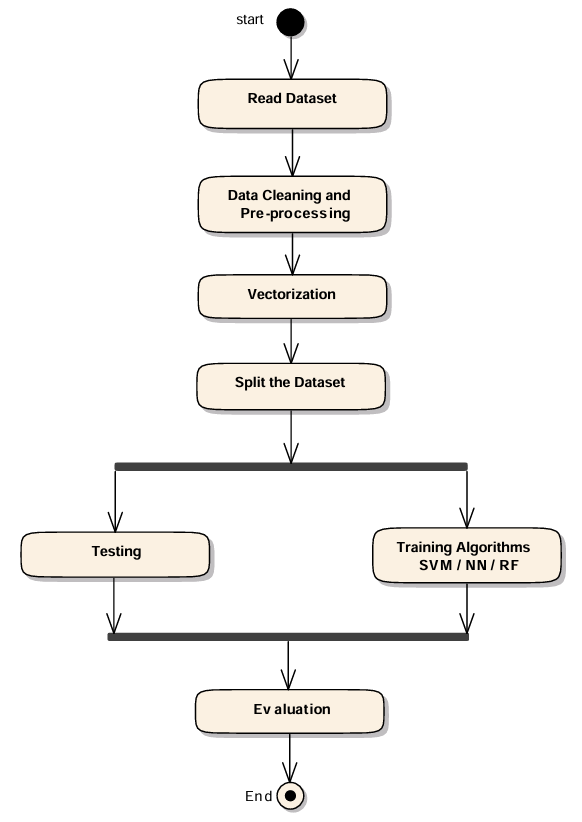 start
Read Dataset
Data Cleaning and
Pre-processing
Vectorization
Split the Dataset
Testing
Training Algorithms
SVM / NN / RF
Ev aluation
End